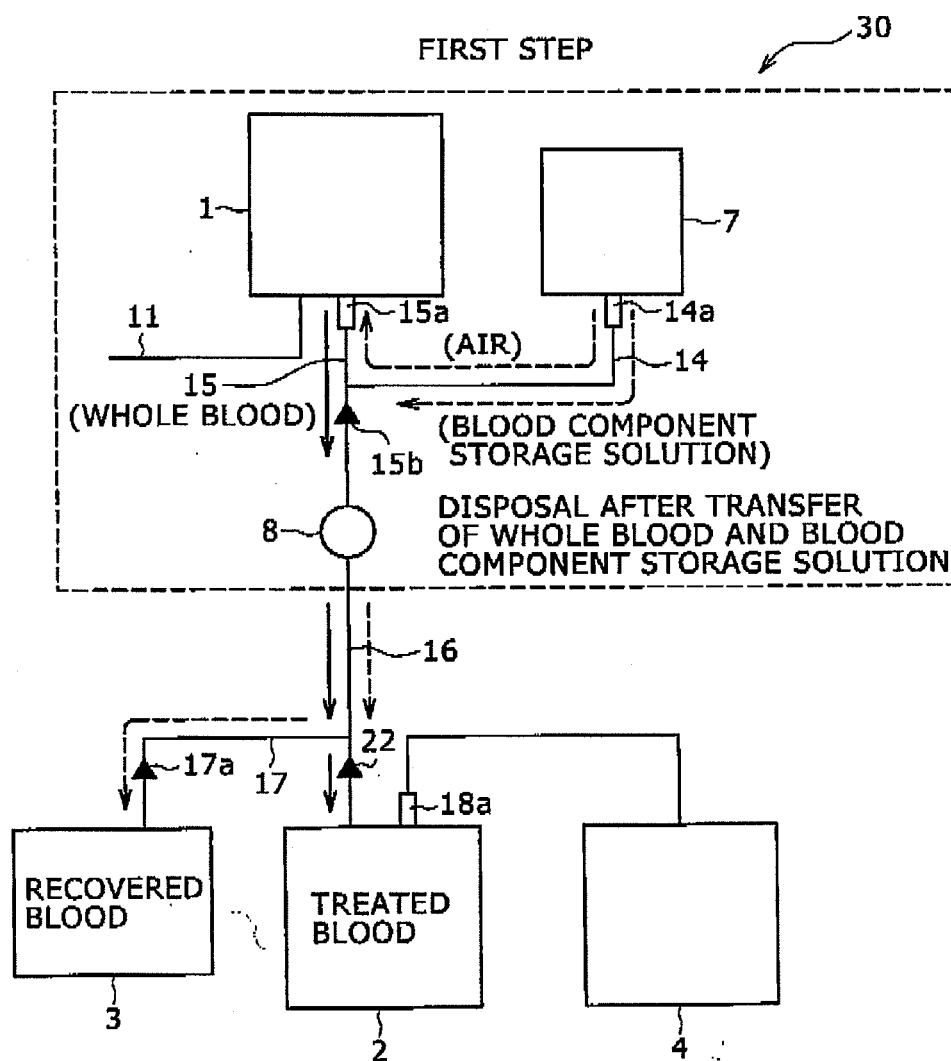 FIRST STEP
30
1
7
15a
14a
11
(AIR)
15
14
(WHOLE BLOOD)
15b
(BLOOD COMPONENT
STORAGE SOLUTION)
8
DISPOSAL AFTER TRANSFER
OF WHOLE BLOOD AND BLOOD
COMPONENT STORAGE SOLUTION
16
22
17a
17
18a
RECOVERED
BLOOD
TREATED
BLOOD
3
2
4